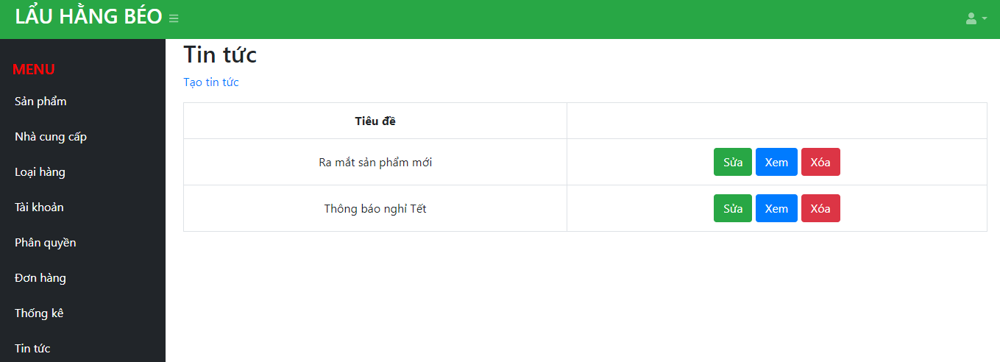 LẨU HẰNG BÉO
MENU
Sản phẩm
Nhà cung cấp
Loại hàng
Tài khoản
Phân quyền
Đơn hàng
Thống kê
Tin tức
Tin tức
Tạo tin tức
Tiêu đề
Ra mắt sản phẩm mới Sửa Xem Xóa
Thông báo nghỉ Tết Sửa Xem Xóa